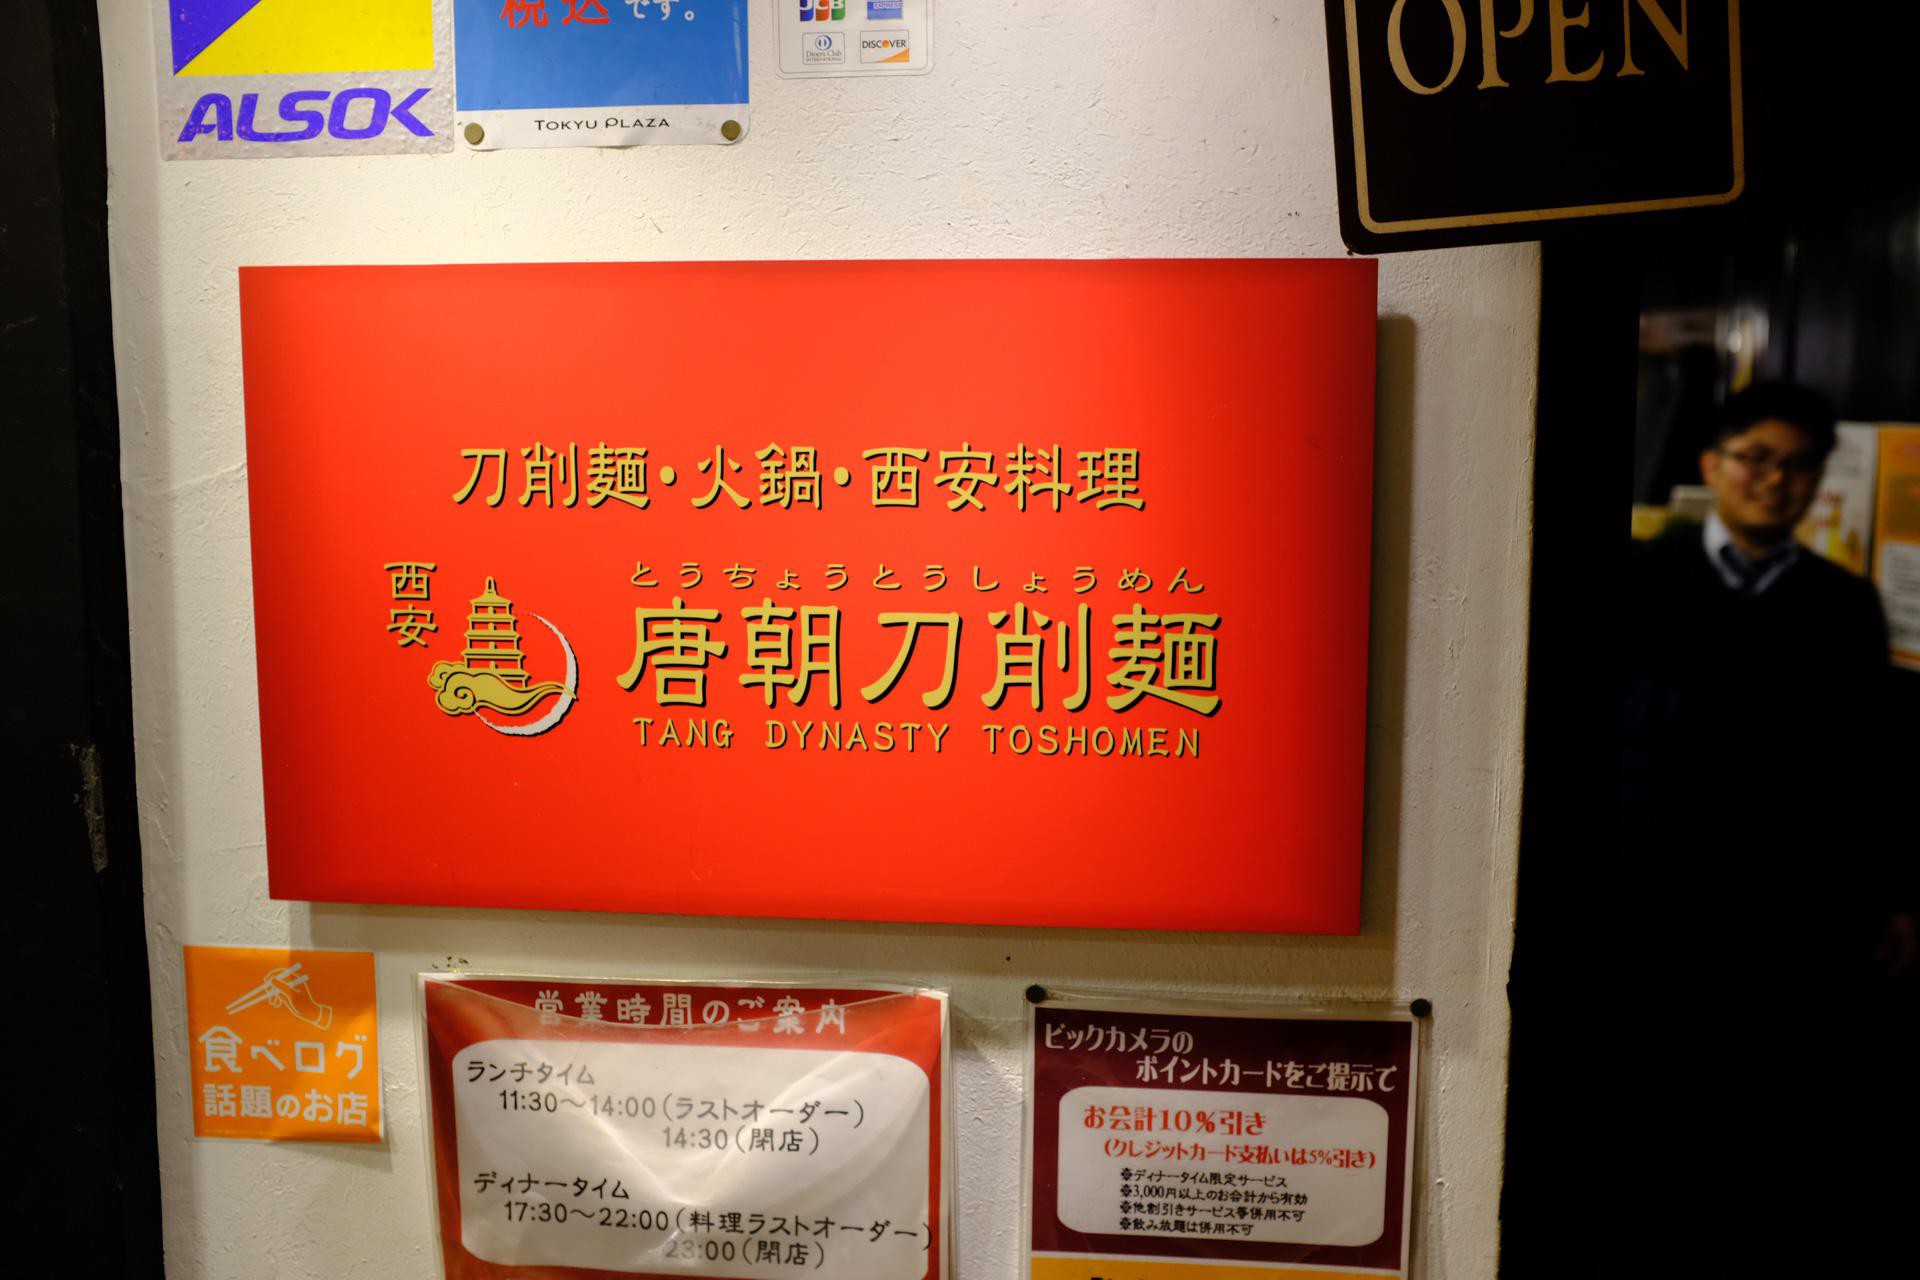 ALSOK
税込です。
TOKYU PLAZA
JCB
AMERICAN EXPRESS
Diners Club
INTERNATIONAL
DISCOVER
OPEN
刀削麺・火鍋・西安料理
西安
とうちょうとうしょうめん
唐朝刀削麺
TANG DYNASTY TOSHOMEN
食べログ
話題のお店
営業時間のご案内
ランチタイム
11:30～14:00(ラストオーダー)
14:30(閉店)
ディナータイム
17:30～22:00(料理ラストオーダー)
23:00(閉店)
ビックカメラの
ポイントカードをご提示で
お会計10%引き
(クレジットカード支払いは5%引き)
※ディナータイム限定サービス
※3,000円以上のお会計から有効
※他割引きサービス等併用不可
※飲み放題は併用不可